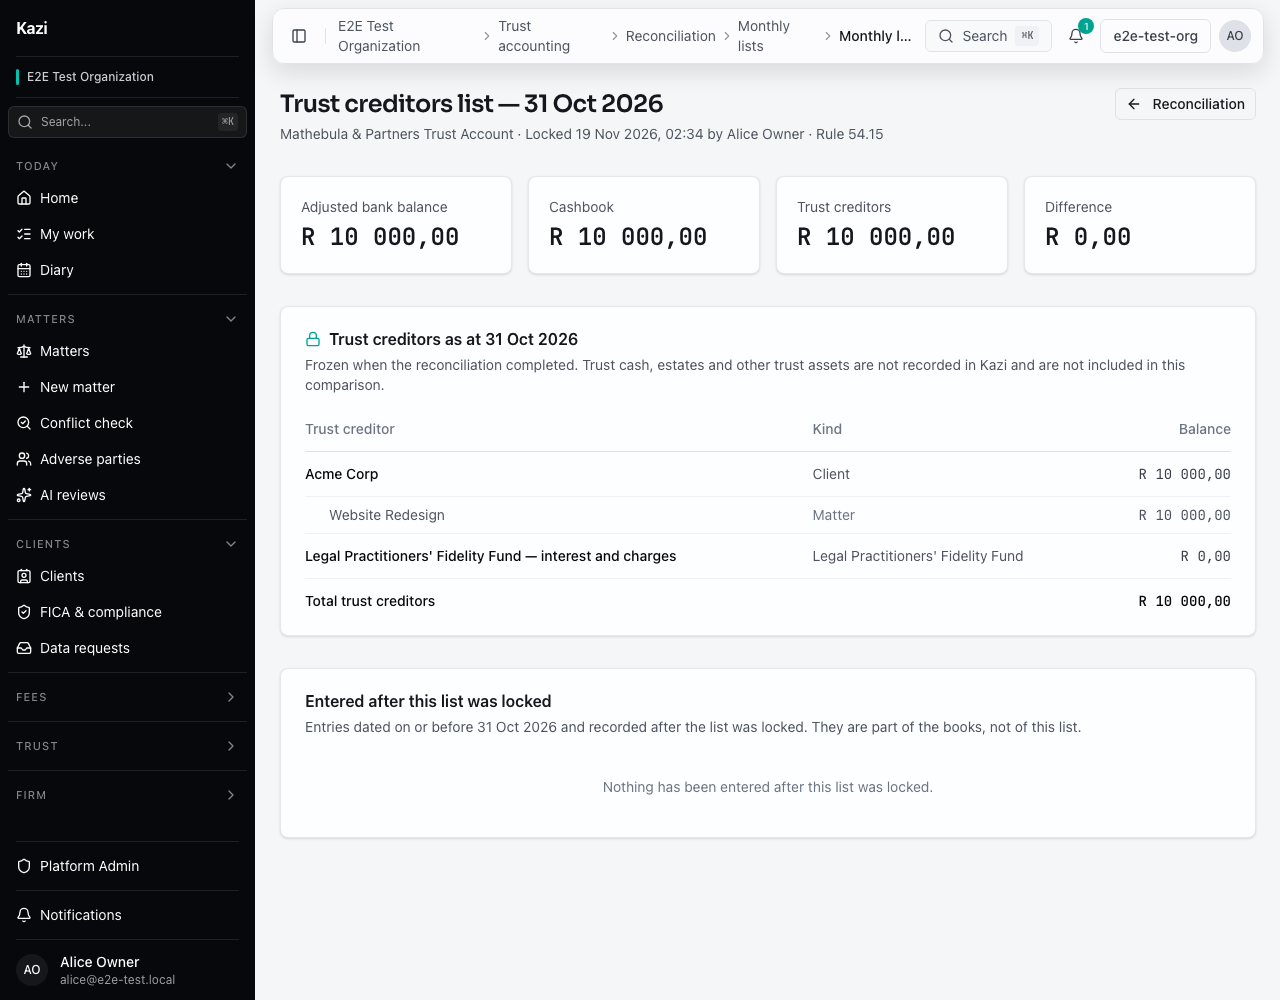 Kazi
E2E Test Organization
Search...
⌘K
TODAY
Home
My work
Diary
MATTERS
Matters
New matter
Conflict check
Adverse parties
AI reviews
CLIENTS
Clients
FICA & compliance
Data requests
FEES
TRUST
FIRM
Platform Admin
Notifications
AO
Alice Owner
alice@e2e-test.local
E2E Test
Organization
Trust
accounting
Reconciliation
Monthly
lists
Monthly l...
Search
⌘K
1
e2e-test-org
AO
Trust creditors list — 31 Oct 2026
Reconciliation
Mathebula & Partners Trust Account · Locked 19 Nov 2026, 02:34 by Alice Owner · Rule 54.15
Adjusted bank balance
R 10 000,00
Cashbook
R 10 000,00
Trust creditors
R 10 000,00
Difference
R 0,00
Trust creditors as at 31 Oct 2026
Frozen when the reconciliation completed. Trust cash, estates and other trust assets are not recorded in Kazi and are not included in this
comparison.
Trust creditor Kind Balance
Acme Corp Client R 10 000,00
Website Redesign Matter R 10 000,00
Legal Practitioners' Fidelity Fund — interest and charges Legal Practitioners' Fidelity Fund R 0,00
Total trust creditors R 10 000,00
Entered after this list was locked
Entries dated on or before 31 Oct 2026 and recorded after the list was locked. They are part of the books, not of this list.
Nothing has been entered after this list was locked.